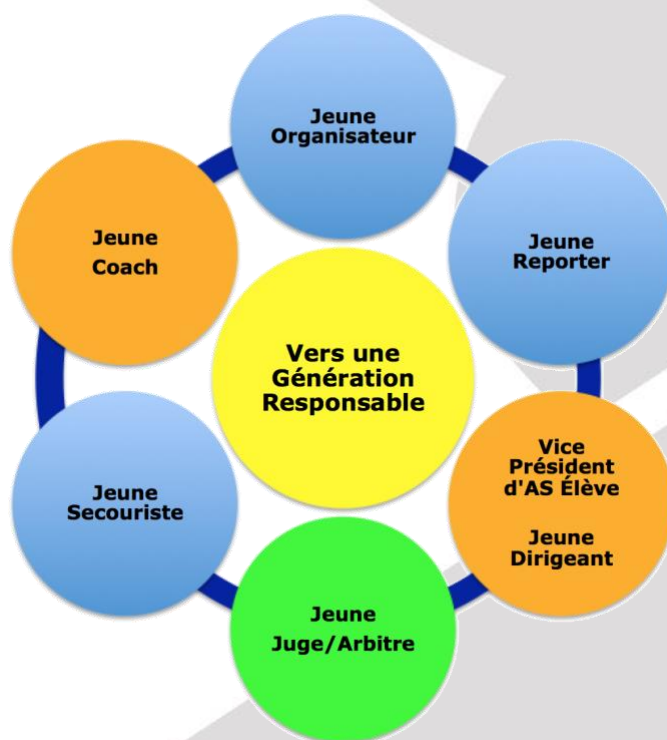 Jeune
Organisateur
Jeune
Coach
Jeune
Reporter
Vers une
Génération
Responsable
Jeune
Secouriste
Vice
Président
d'AS Élève
Jeune
Dirigeant
Jeune
Juge/Arbitre